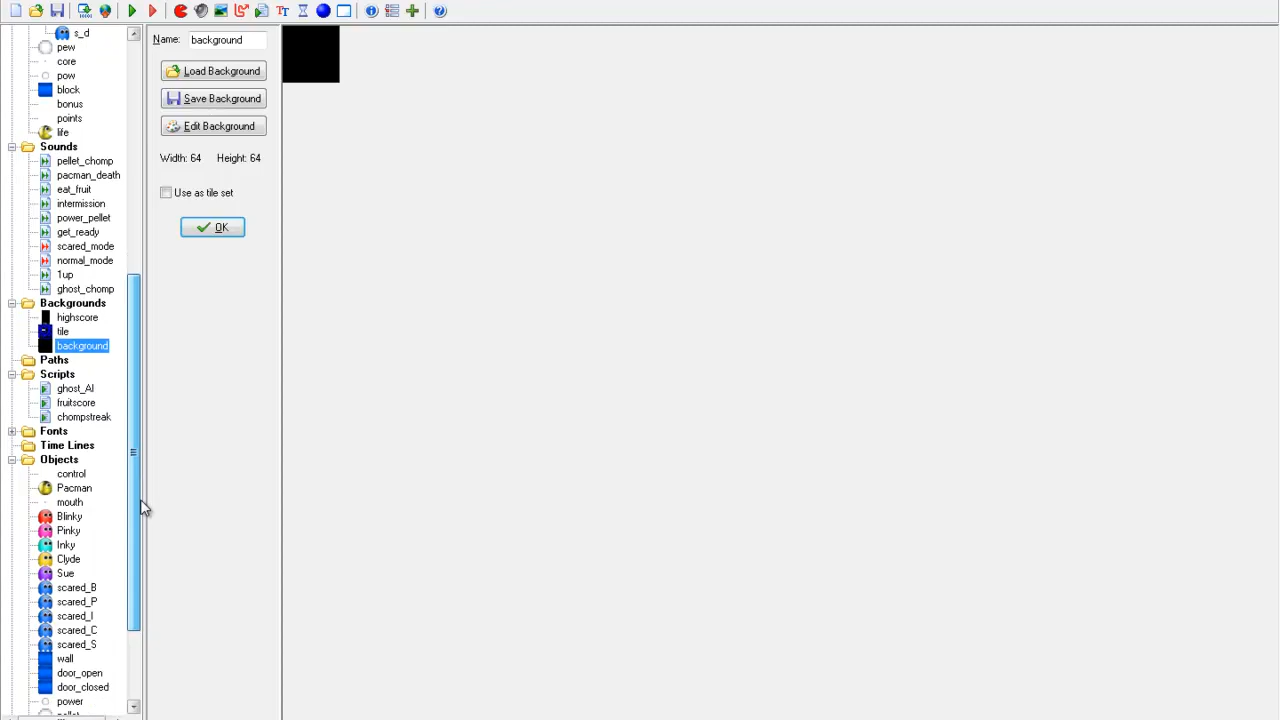 s_d
pew
core
pow
block
bonus
points
life
Sounds
pellet_chomp
pacman_death
eat_fruit
intermission
power_pellet
get_ready
scared_mode
normal_mode
1up
ghost_chomp
Backgrounds
highscore
tile
background
Paths
Scripts
ghost_AI
fruitscore
chompstreak
Fonts
Time Lines
Objects
control
Pacman
mouth
Blinky
Pinky
Inky
Clyde
Sue
scared_B
scared_P
scared_I
scared_C
scared_S
wall
door_open
door_closed
power
pellet
Name: background
Load Background
Save Background
Edit Background
Width: 64 Height: 64
Use as tile set
OK